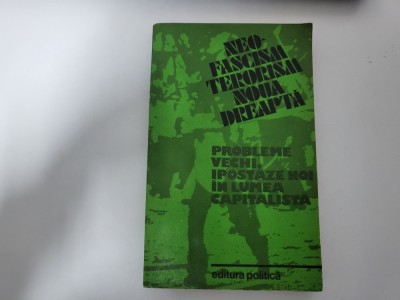 NEO-
FASCISM
TERORISM
NOUA
DREAPTĂ
PROBLEME
VECHI,
IPOSTAZE NOI
ÎN LUMEA
CAPITALISTĂ
editura politică